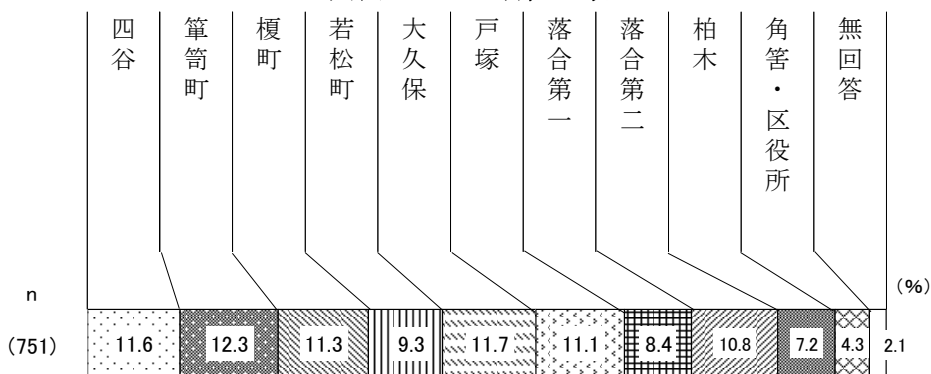 四谷
簞笥町
榎町
若松町
大久保
戸塚
落合第一
落合第二
柏木
角筈・区役所
無回答
n
(%)
(751)
11.6
12.3
11.3
9.3
11.7
11.1
8.4
10.8
7.2
4.3
2.1